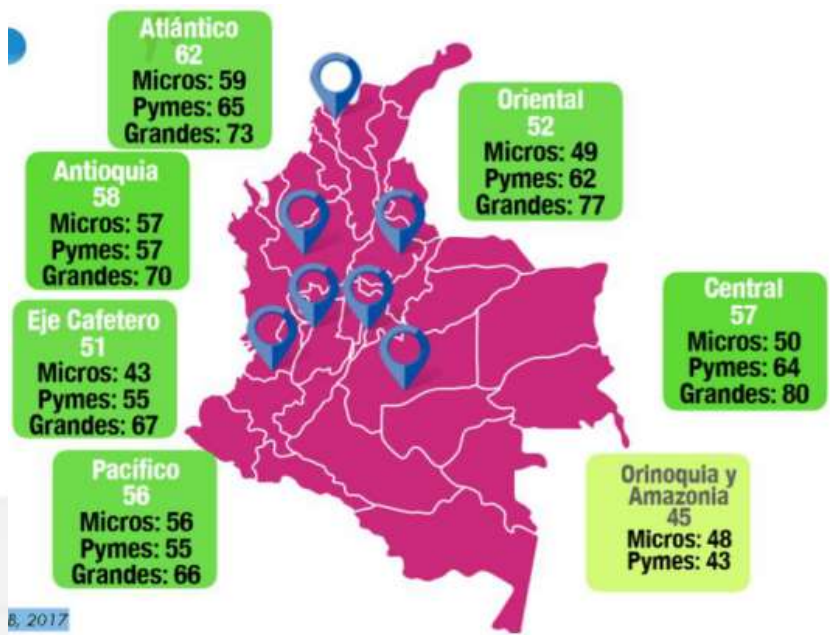 Atlántico
62
Micros: 59
Pymes: 65
Grandes: 73
Oriental
52
Micros: 49
Pymes: 62
Grandes: 77
Antioquia
58
Micros: 57
Pymes: 57
Grandes: 70
Central
57
Micros: 50
Pymes: 64
Grandes: 80
Eje Cafetero
51
Micros: 43
Pymes: 55
Grandes: 67
Pacífico
56
Micros: 56
Pymes: 55
Grandes: 66
Orinoquia y
Amazonia
45
Micros: 48
Pymes: 43
B, 2017